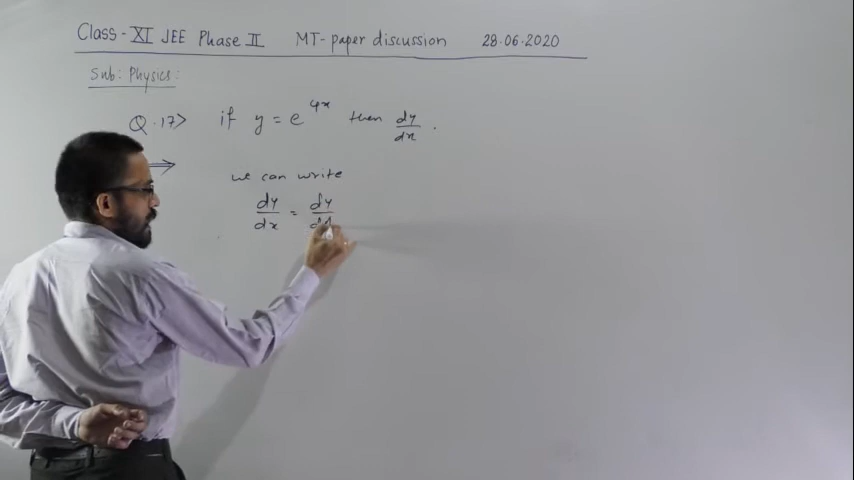 Class - XI JEE Phase II MT- paper discussion 28.06.2020
Sub: Physics:
Q.17> if y = e^4x then dy/dx .
⇒
we can write
dy/dx = dy/